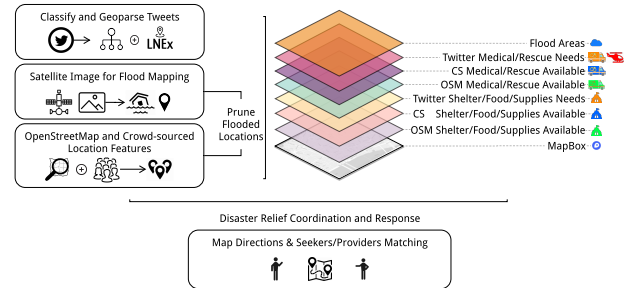 Classify and Geoparse Tweets
LNEx
Satellite Image for Flood Mapping
OpenStreetMap and Crowd-sourced
Location Features
Prune
Flooded
Locations
Flood Areas
Twitter Medical/Rescue Needs
CS Medical/Rescue Available
OSM Medical/Rescue Available
Twitter Shelter/Food/Supplies Needs
CS Shelter/Food/Supplies Available
OSM Shelter/Food/Supplies Available
MapBox
Disaster Relief Coordination and Response
Map Directions & Seekers/Providers Matching